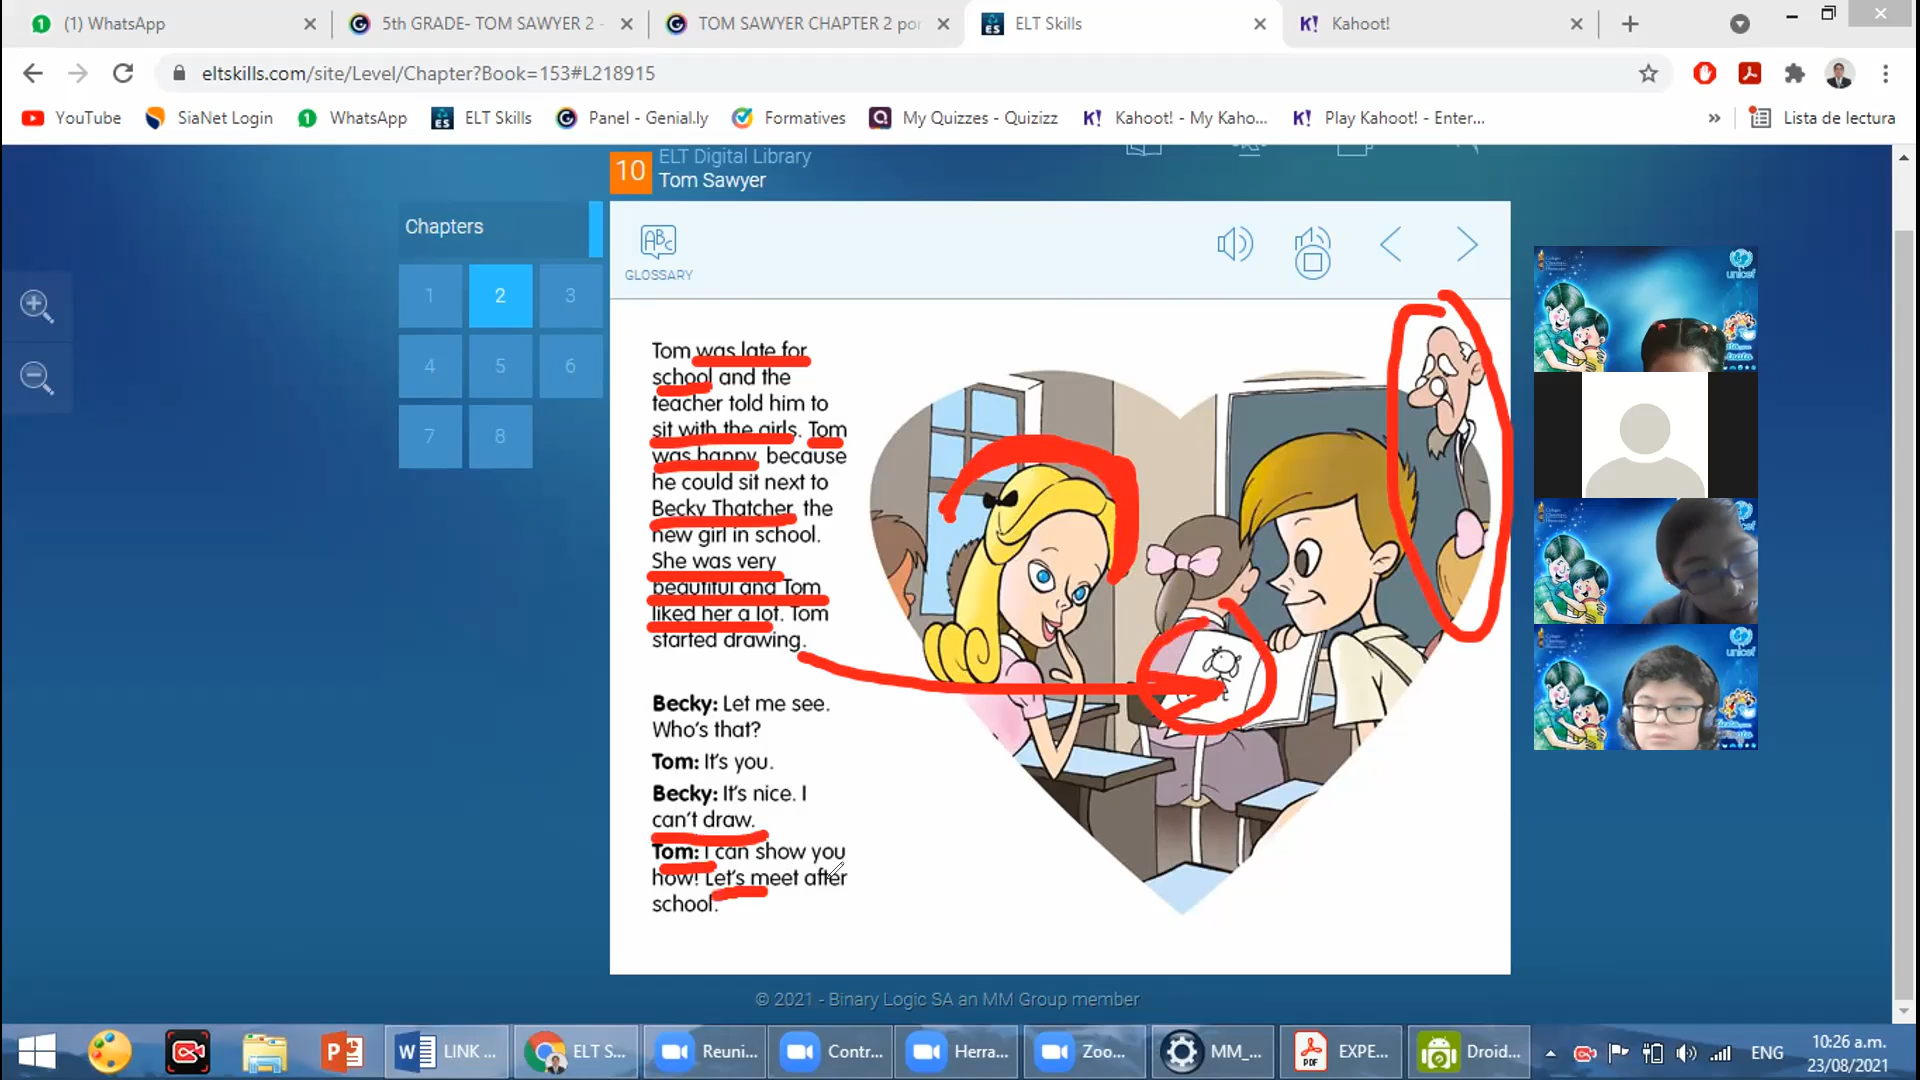 (1) WhatsApp
5th GRADE- TOM SAWYER 2 -
TOM SAWYER CHAPTER 2 por
ELT Skills
Kahoot!
eltskills.com/site/Level/Chapter?Book=153#L218915
YouTube
SiaNet Login
WhatsApp
ELT Skills
Panel - Genial.ly
Formatives
My Quizzes - Quizizz
Kahoot! - My Kaho...
Play Kahoot! - Enter...
»
Lista de lectura
10
ELT Digital Library
Tom Sawyer
Chapters
1 2 3
4 5 6
7 8
ABC
GLOSSARY
Tom was late for
school and the
teacher told him to
sit with the girls. Tom
was happy, because
he could sit next to
Becky Thatcher, the
new girl in school.
She was very
beautiful and Tom
liked her a lot. Tom
started drawing.
Becky: Let me see.
Who's that?
Tom: It's you.
Becky: It's nice. I
can't draw.
Tom: I can show you
how! Let's meet after
school.
unicef
unicef
unicef
© 2021 - Binary Logic SA an MM Group member
LINK ...
ELT S...
Reuni...
Contr...
Herra...
Zoo...
MM_...
EXPE...
Droid...
ENG
10:26 a.m.
23/08/2021